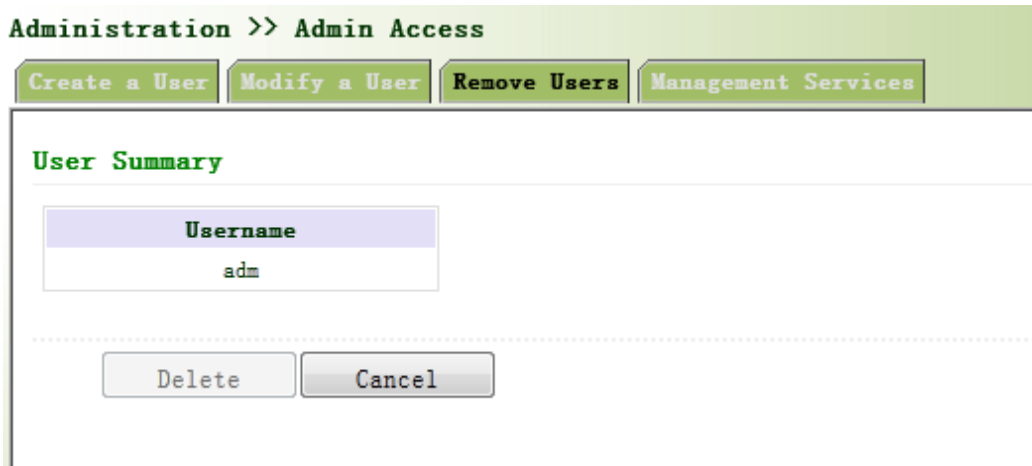 Administration >> Admin Access
Create a User Modify a User Remove Users Management Services
User Summary
Username
adm
Delete Cancel